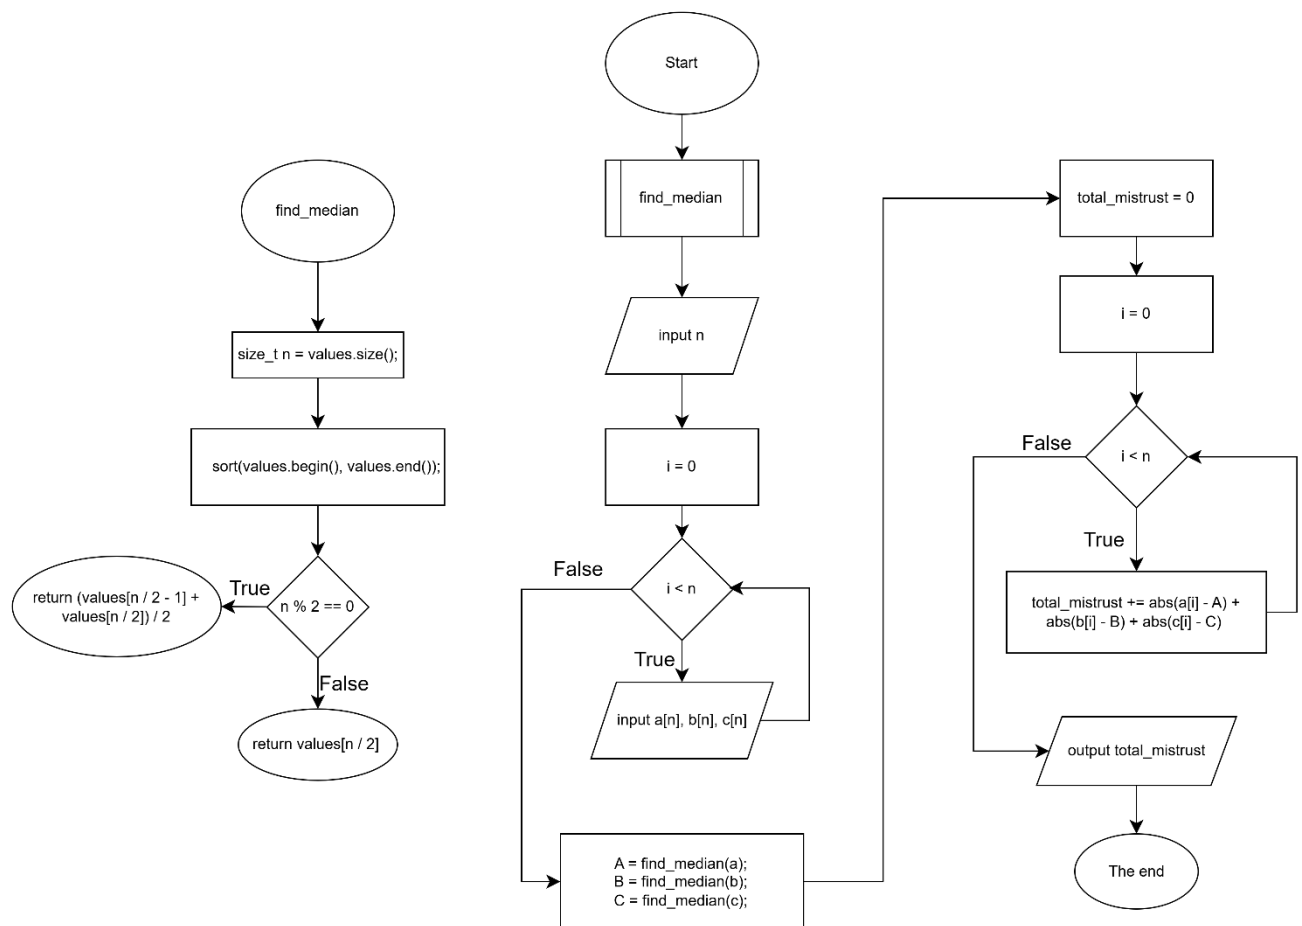 find_median
size_t n = values.size();
sort(values.begin(), values.end());
n % 2 == 0
True
return (values[n / 2 - 1] +
values[n / 2]) / 2
False
return values[n / 2]
Start
find_median
input n
i = 0
i < n
False
True
input a[n], b[n], c[n]
A = find_median(a);
B = find_median(b);
C = find_median(c);
total_mistrust = 0
i = 0
i < n
False
True
total_mistrust += abs(a[i] - A) +
abs(b[i] - B) + abs(c[i] - C)
output total_mistrust
The end